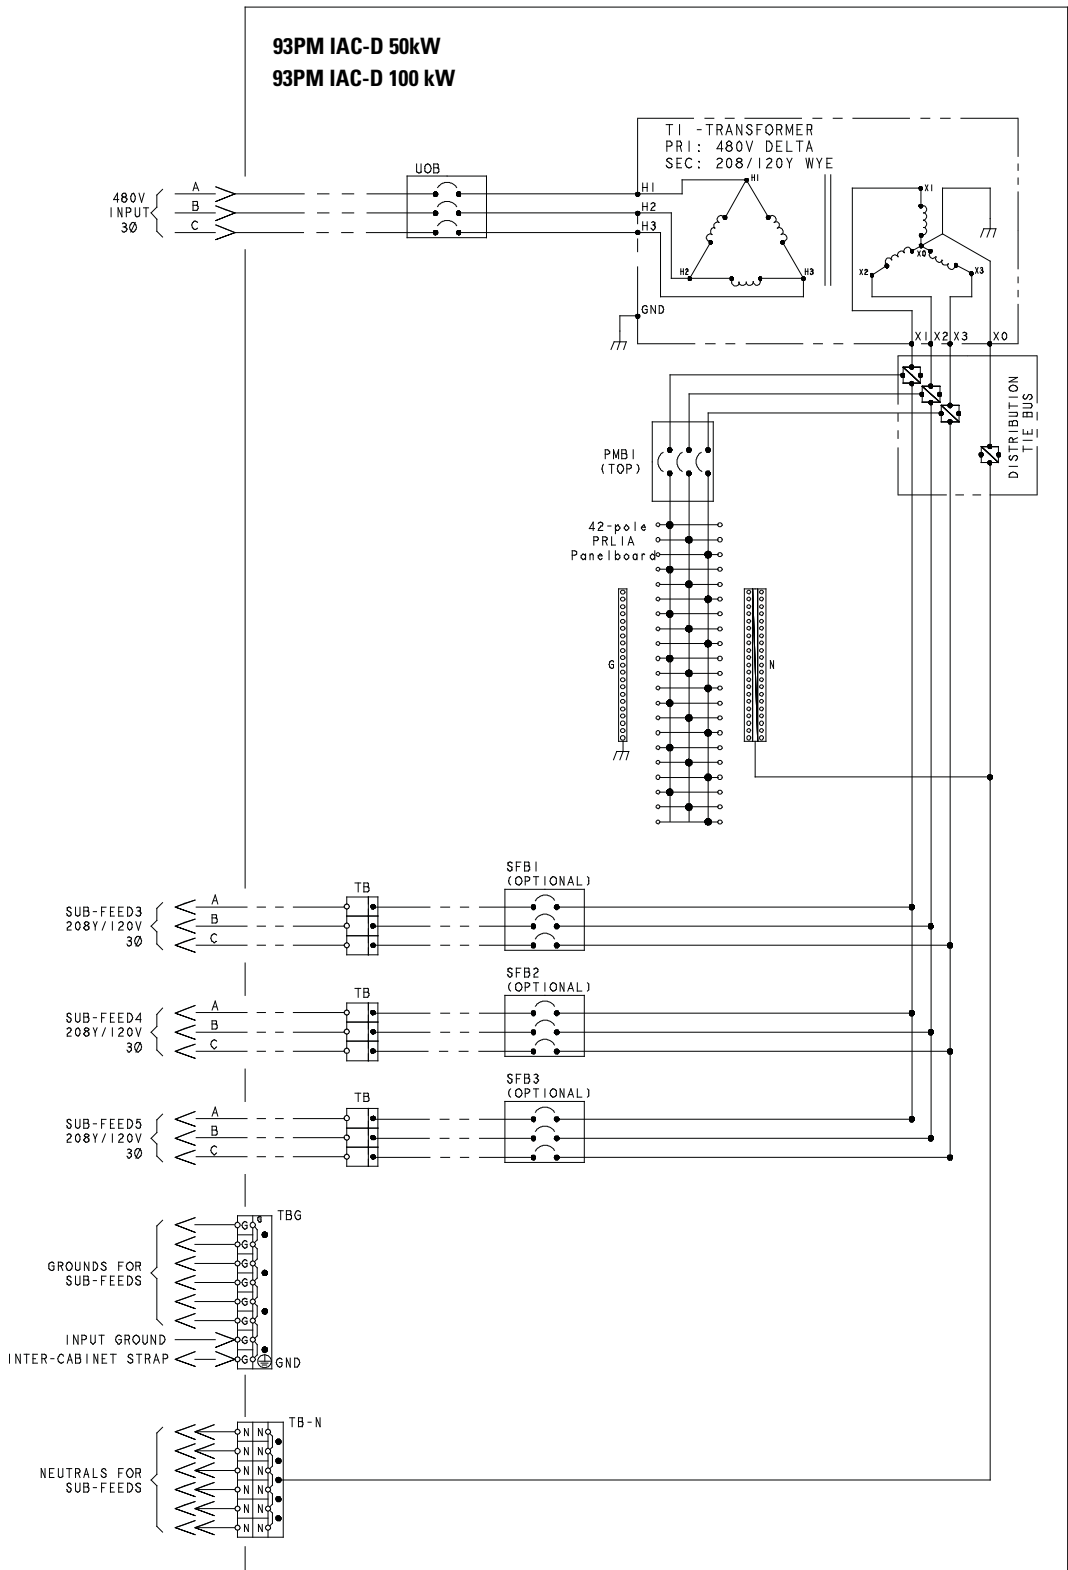 93PM IAC-D 50kW
93PM IAC-D 100 kW
T1 -TRANSFORMER
PRI: 480V DELTA
SEC: 208/120Y WYE
UOB
480V
INPUT
3Ø
A
B
C
H1
H2
H3
H1
H2
H3
GND
X1
X0
X2
X3
X1 X2 X3 X0
DISTRIBUTION
TIE BUS
PMB1
(TOP)
42-pole
PRL1A
Panelboard
G
N
SFB1
(OPTIONAL)
TB
SUB-FEED3
208Y/120V
3Ø
A
B
C
SFB2
(OPTIONAL)
TB
SUB-FEED4
208Y/120V
3Ø
A
B
C
SFB3
(OPTIONAL)
TB
SUB-FEED5
208Y/120V
3Ø
A
B
C
TBG
G
G
G
G
G
G
G
G
GROUNDS FOR
SUB-FEEDS
INPUT GROUND
INTER-CABINET STRAP
GND
TB-N
N N
N N
N N
N N
N N
N N
NEUTRALS FOR
SUB-FEEDS